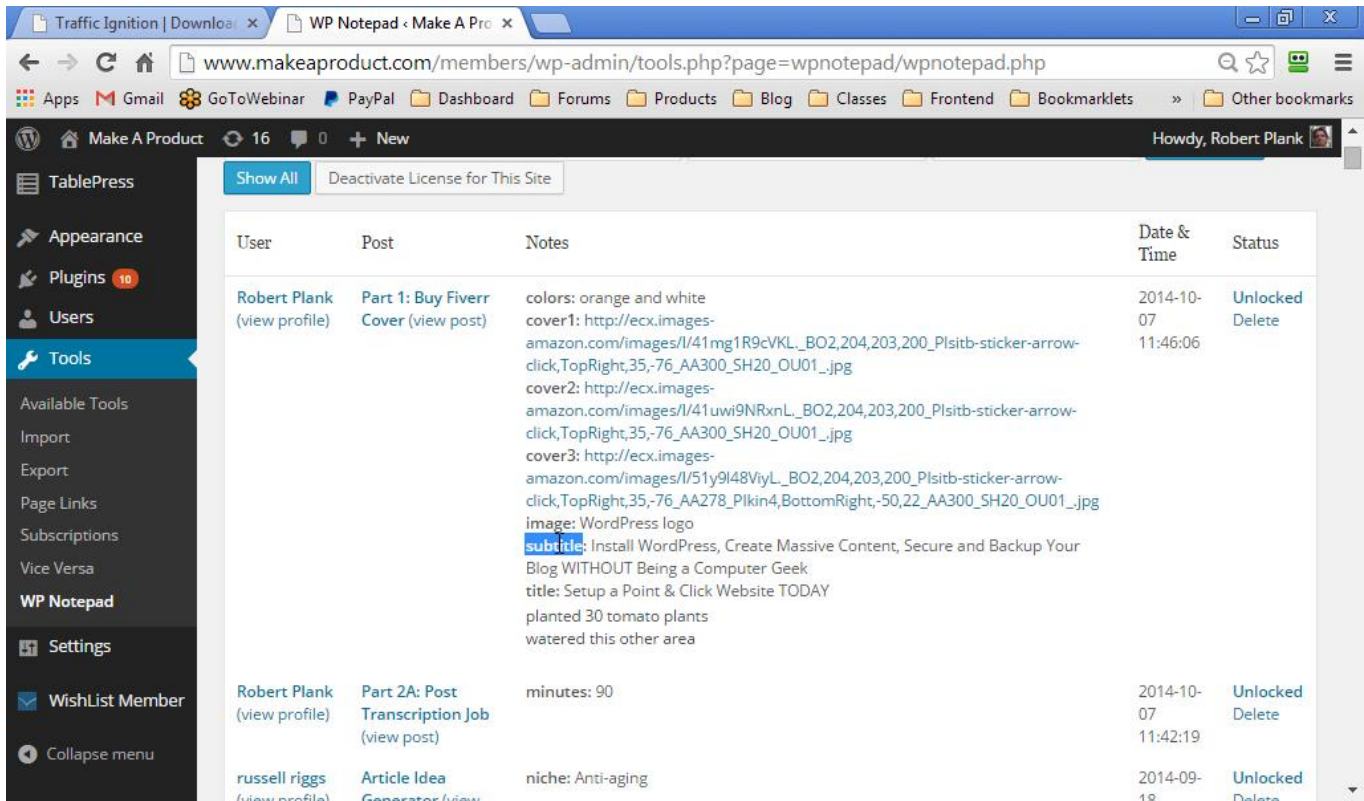 Traffic Ignition | Downloa
WP Notepad ‹ Make A Pro
www.makeaproduct.com/members/wp-admin/tools.php?page=wpnotepad/wpnotepad.php
Apps Gmail GoToWebinar PayPal Dashboard Forums Products Blog Classes Frontend Bookmarklets » Other bookmarks
Make A Product 16 0 + New Howdy, Robert Plank
TablePress
Appearance
Plugins 10
Users
Tools
Available Tools
Import
Export
Page Links
Subscriptions
Vice Versa
WP Notepad
Settings
WishList Member
Collapse menu
Show All Deactivate License for This Site
User Post Notes Date &
Time Status
Robert Plank
(view profile)
Part 1: Buy Fiverr
Cover (view post)
colors: orange and white
cover1: http://ecx.images-
amazon.com/images/I/41mg1R9cVKL._BO2,204,203,200_PIsitb-sticker-arrow-
click,TopRight,35,-76_AA300_SH20_OU01_.jpg
cover2: http://ecx.images-
amazon.com/images/I/41uwi9NRxnL._BO2,204,203,200_PIsitb-sticker-arrow-
click,TopRight,35,-76_AA300_SH20_OU01_.jpg
cover3: http://ecx.images-
amazon.com/images/I/51y9I48ViyL._BO2,204,203,200_PIsitb-sticker-arrow-
click,TopRight,35,-76_AA278_PIkin4,BottomRight,-50,22_AA300_SH20_OU01_.jpg
image: WordPress logo
subtitle: Install WordPress, Create Massive Content, Secure and Backup Your
Blog WITHOUT Being a Computer Geek
title: Setup a Point & Click Website TODAY
planted 30 tomato plants
watered this other area
2014-10-
07
11:46:06
Unlocked
Delete
Robert Plank
(view profile)
Part 2A: Post
Transcription Job
(view post)
minutes: 90
2014-10-
07
11:42:19
Unlocked
Delete
russell riggs
(view profile)
Article Idea
Generator (view
niche: Anti-aging
2014-09-
18
Unlocked
Delete